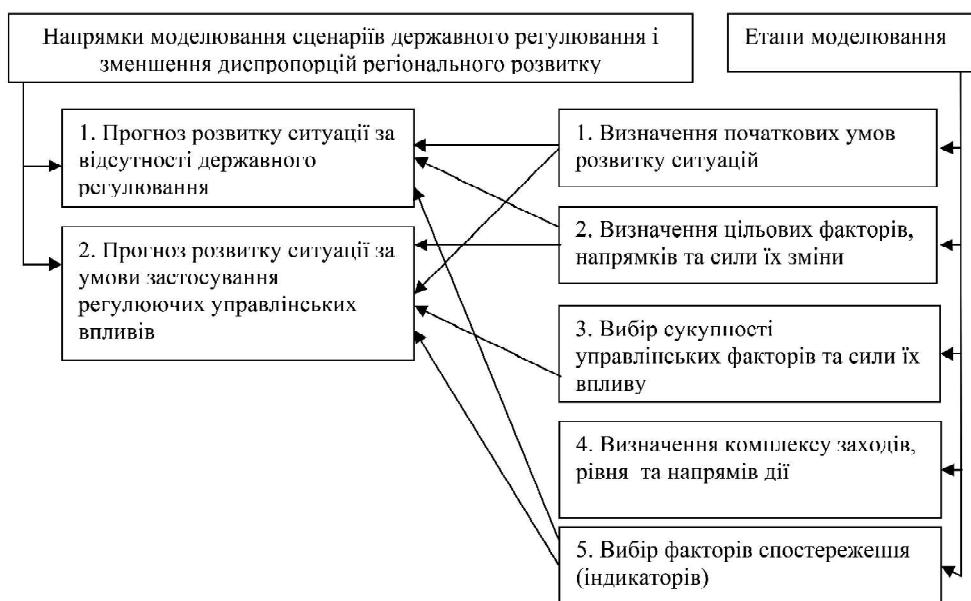 Напрямки моделювання сценаріїв державного регулювання і
зменшення диспропорцій регіонального розвитку
Етапи моделювання
1. Прогноз розвитку ситуації за
відсутності державного
регулювання
2. Прогноз розвитку ситуації за
умови застосування
регулюючих управлінських
впливів
1. Визначення початкових умов
розвитку ситуацій
2. Визначення цільових факторів,
напрямків та сили їх зміни
3. Вибір сукупності
управлінських факторів та сили їх
впливу
4. Визначення комплексу заходів,
рівня та напрямів дії
5. Вибір факторів спостереження
(індикаторів)